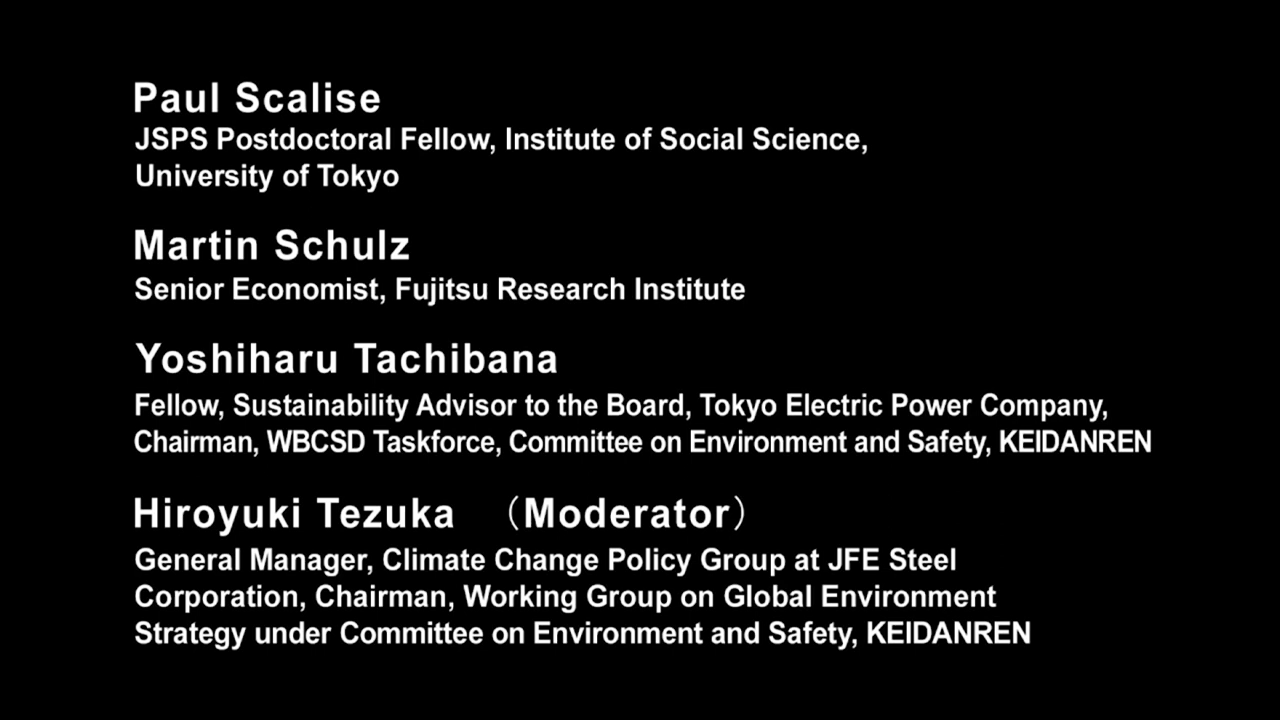 Paul Scalise
JSPS Postdoctoral Fellow, Institute of Social Science,
University of Tokyo
Martin Schulz
Senior Economist, Fujitsu Research Institute
Yoshiharu Tachibana
Fellow, Sustainability Advisor to the Board, Tokyo Electric Power Company,
Chairman, WBCSD Taskforce, Committee on Environment and Safety, KEIDANREN
Hiroyuki Tezuka （Moderator）
General Manager, Climate Change Policy Group at JFE Steel
Corporation, Chairman, Working Group on Global Environment
Strategy under Committee on Environment and Safety, KEIDANREN